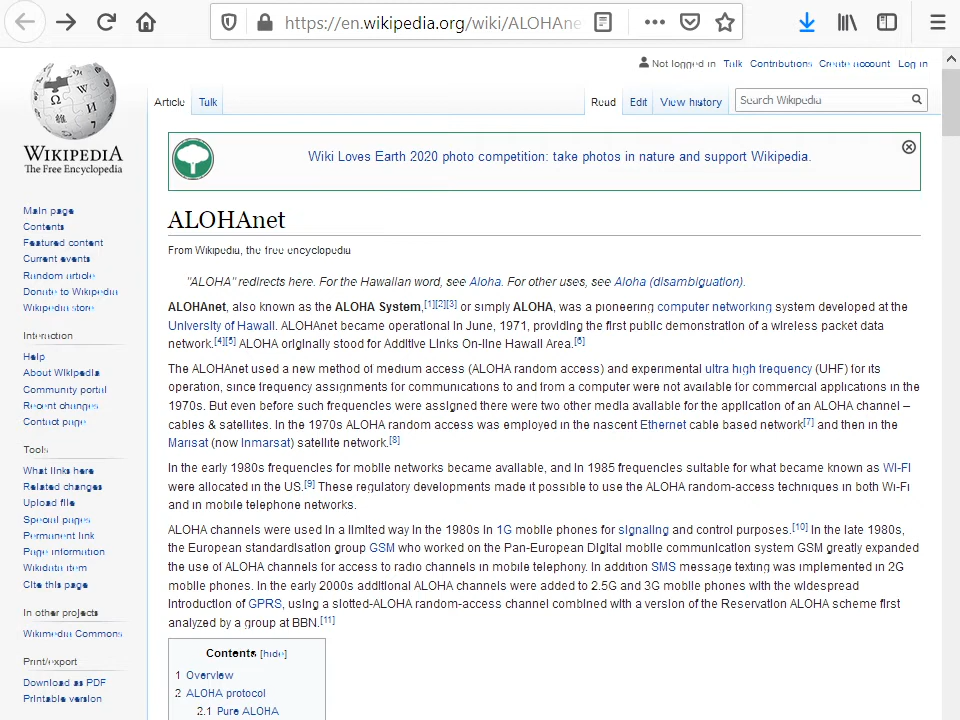 https://en.wikipedia.org/wiki/ALOHAne
Not logged in Talk Contributions Create account Log in
Article Talk Read Edit View history Search Wikipedia
WIKIPEDIA
The Free Encyclopedia
Wiki Loves Earth 2020 photo competition: take photos in nature and support Wikipedia.
Main page
Contents
Featured content
Current events
Random article
Donate to Wikipedia
Wikipedia store
Interaction
Help
About Wikipedia
Community portal
Recent changes
Contact page
Tools
What links here
Related changes
Upload file
Special pages
Permanent link
Page information
Wikidata item
Cite this page
In other projects
Wikimedia Commons
Print/export
Download as PDF
Printable version
ALOHAnet
From Wikipedia, the free encyclopedia
"ALOHA" redirects here. For the Hawaiian word, see Aloha. For other uses, see Aloha (disambiguation).
ALOHAnet, also known as the ALOHA System,[1][2][3] or simply ALOHA, was a pioneering computer networking system developed at the
University of Hawaii. ALOHAnet became operational in June, 1971, providing the first public demonstration of a wireless packet data
network.[4][5] ALOHA originally stood for Additive Links On-line Hawaii Area.[6]
The ALOHAnet used a new method of medium access (ALOHA random access) and experimental ultra high frequency (UHF) for its
operation, since frequency assignments for communications to and from a computer were not available for commercial applications in the
1970s. But even before such frequencies were assigned there were two other media available for the application of an ALOHA channel –
cables & satellites. In the 1970s ALOHA random access was employed in the nascent Ethernet cable based network[7] and then in the
Marisat (now Inmarsat) satellite network.[8]
In the early 1980s frequencies for mobile networks became available, and in 1985 frequencies suitable for what became known as Wi-Fi
were allocated in the US.[9] These regulatory developments made it possible to use the ALOHA random-access techniques in both Wi-Fi
and in mobile telephone networks.
ALOHA channels were used in a limited way in the 1980s in 1G mobile phones for signaling and control purposes.[10] In the late 1980s,
the European standardisation group GSM who worked on the Pan-European Digital mobile communication system GSM greatly expanded
the use of ALOHA channels for access to radio channels in mobile telephony. In addition SMS message texting was implemented in 2G
mobile phones. In the early 2000s additional ALOHA channels were added to 2.5G and 3G mobile phones with the widespread
introduction of GPRS, using a slotted-ALOHA random-access channel combined with a version of the Reservation ALOHA scheme first
analyzed by a group at BBN.[11]
Contents [hide]
1 Overview
2 ALOHA protocol
2.1 Pure ALOHA